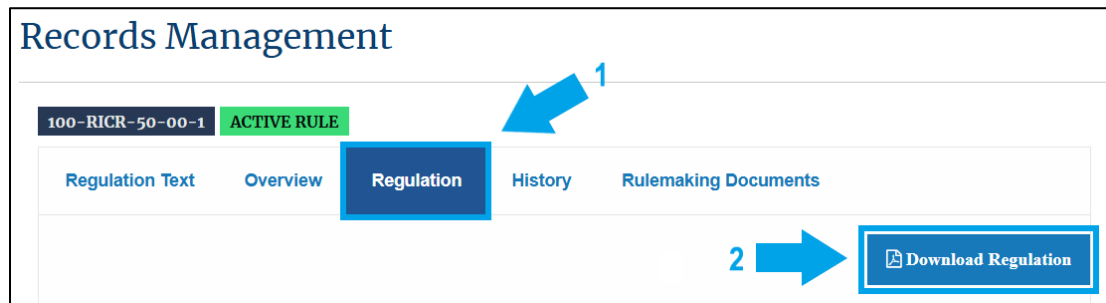 Records Management
1
100-RICR-50-00-1 ACTIVE RULE
Regulation Text Overview Regulation History Rulemaking Documents
2 Download Regulation